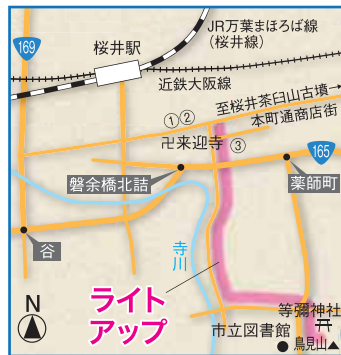 169
桜井駅
JR万葉まほろば線
(桜井線)
近鉄大阪線
至桜井茶臼山古墳→
本町通商店街
①②
卍来迎寺
③
165
磐余橋北詰
薬師町
谷
寺川
ライト
アップ
N
等彌神社
市立図書館
鳥見山▲